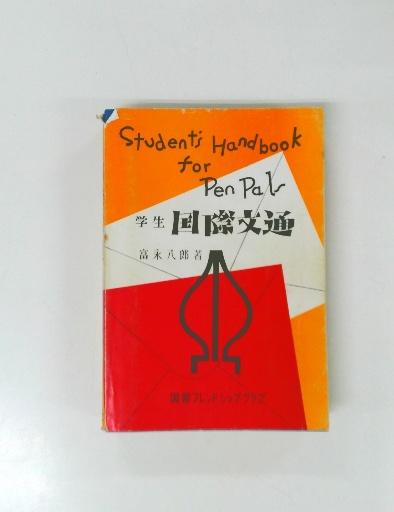 Student's Handbook
for
Pen Pals
学生 国際文通
富永八郎著
国際フレンドシップクラブ